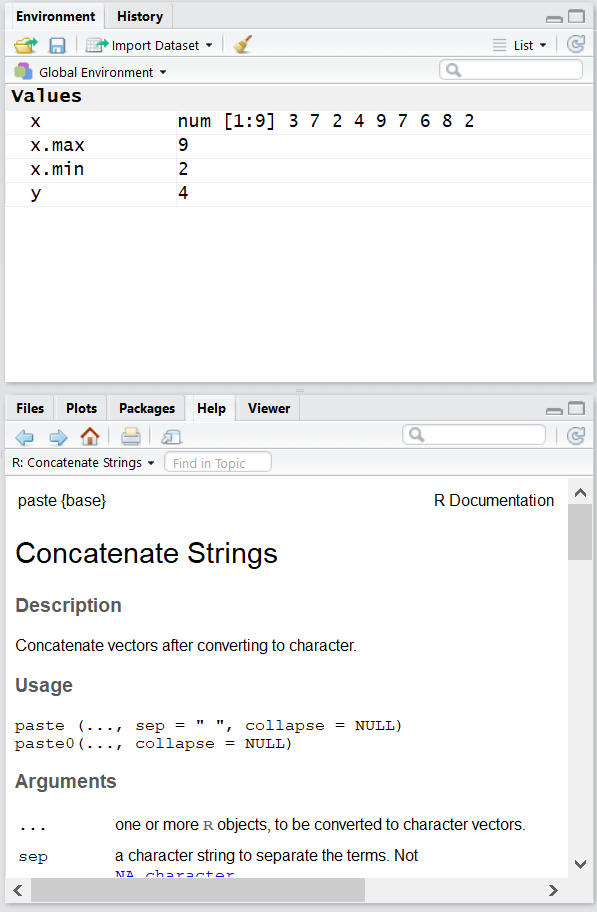 Environment History
Import Dataset List
Global Environment
Values
x num [1:9] 3 7 2 4 9 7 6 8 2
x.max 9
x.min 2
y 4
Files Plots Packages Help Viewer
R: Concatenate Strings Find in Topic
paste {base} R Documentation
Concatenate Strings
Description
Concatenate vectors after converting to character.
Usage
paste (..., sep = " ", collapse = NULL)
paste0(..., collapse = NULL)
Arguments
... one or more R objects, to be converted to character vectors.
sep a character string to separate the terms. Not
NA_character_